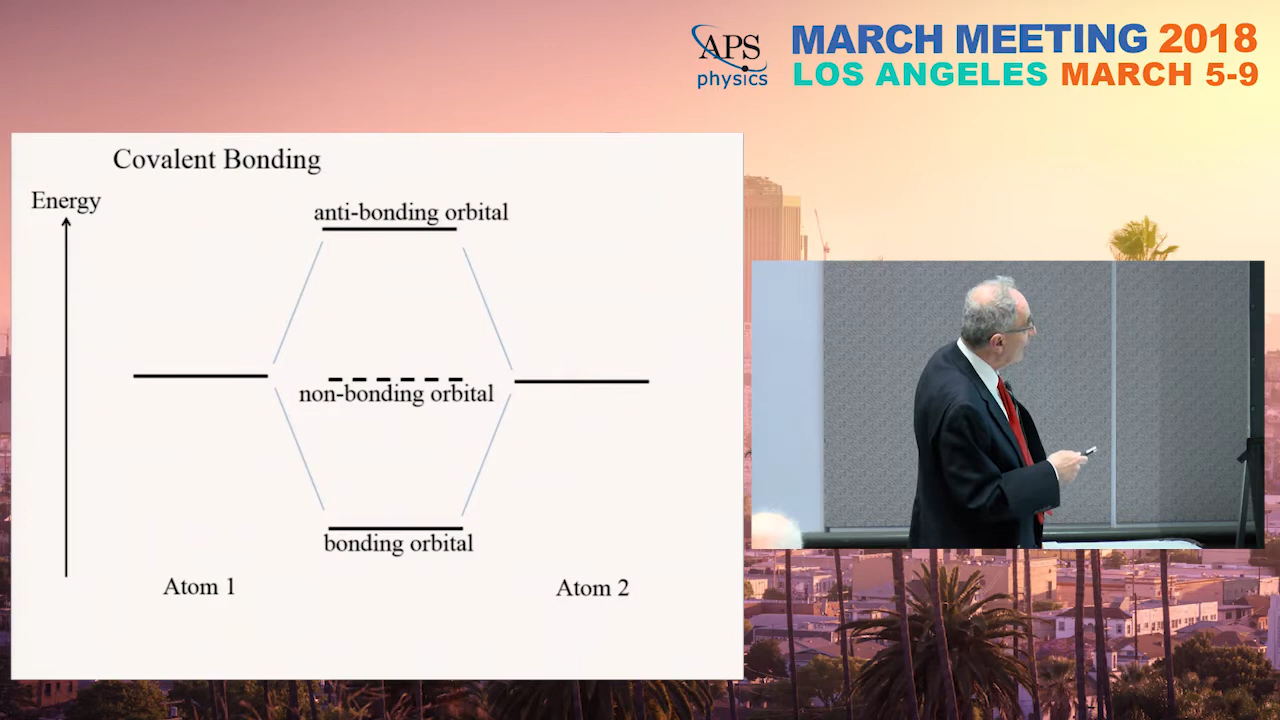 APS
physics
MARCH MEETING 2018
LOS ANGELES MARCH 5-9
Covalent Bonding
Energy
anti-bonding orbital
non-bonding orbital
bonding orbital
Atom 1
Atom 2